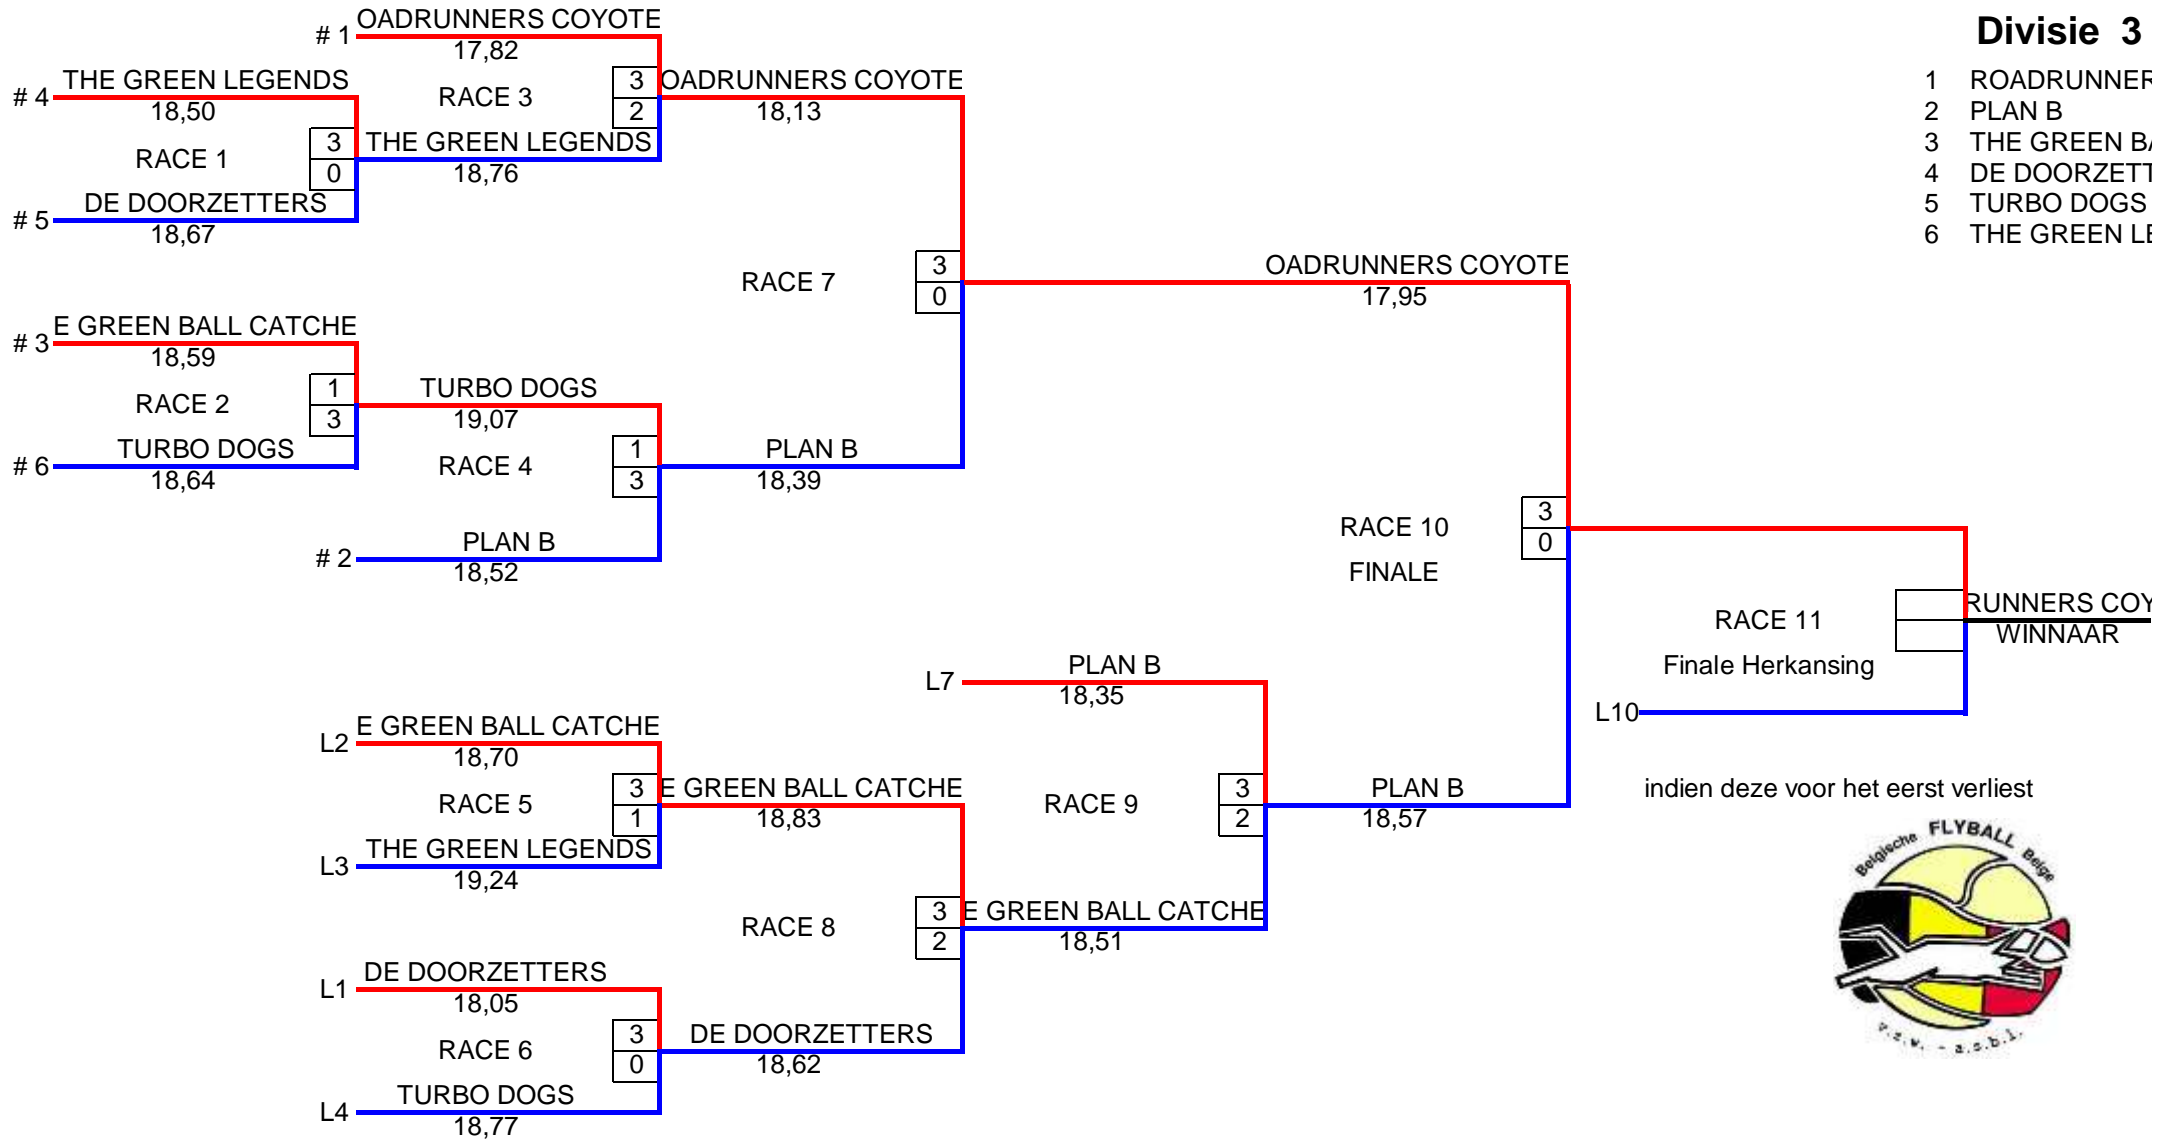 Divisie 3
1 ROADRUNNER
2 PLAN B
3 THE GREEN BA
4 DE DOORZETT
5 TURBO DOGS
6 THE GREEN LE
# 1 OADRUNNERS COYOTE
17,82
# 4 THE GREEN LEGENDS
18,50
RACE 1
3
0
# 5 DE DOORZETTERS
18,67
RACE 3
3
2
THE GREEN LEGENDS
18,76
OADRUNNERS COYOTE
18,13
# 3 E GREEN BALL CATCHE
18,59
RACE 2
1
3
# 6 TURBO DOGS
18,64
TURBO DOGS
19,07
RACE 4
1
3
# 2 PLAN B
18,52
PLAN B
18,39
RACE 7
3
0
OADRUNNERS COYOTE
17,95
RACE 10
FINALE
3
0
RACE 11
Finale Herkansing
RUNNERS COY
WINNAAR
L10
indien deze voor het eerst verliest
L7 PLAN B
18,35
RACE 9
3
2
PLAN B
18,57
L2 E GREEN BALL CATCHE
18,70
RACE 5
3
1
L3 THE GREEN LEGENDS
19,24
E GREEN BALL CATCHE
18,83
RACE 8
3
2
E GREEN BALL CATCHE
18,51
L1 DE DOORZETTERS
18,05
RACE 6
3
0
L4 TURBO DOGS
18,77
DE DOORZETTERS
18,62
Belgische FLYBALL Belge
v.z.w. - a.s.b.l.